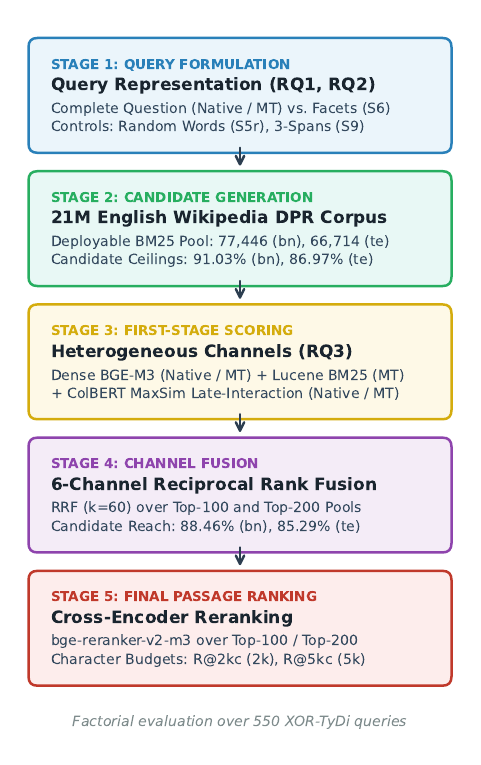 STAGE 1: QUERY FORMULATION
Query Representation (RQ1, RQ2)
Complete Question (Native / MT) vs. Facets (S6)
Controls: Random Words (S5r), 3-Spans (S9)
STAGE 2: CANDIDATE GENERATION
21M English Wikipedia DPR Corpus
Deployable BM25 Pool: 77,446 (bn), 66,714 (te)
Candidate Ceilings: 91.03% (bn), 86.97% (te)
STAGE 3: FIRST-STAGE SCORING
Heterogeneous Channels (RQ3)
Dense BGE-M3 (Native / MT) + Lucene BM25 (MT)
+ ColBERT MaxSim Late-Interaction (Native / MT)
STAGE 4: CHANNEL FUSION
6-Channel Reciprocal Rank Fusion
RRF (k=60) over Top-100 and Top-200 Pools
Candidate Reach: 88.46% (bn), 85.29% (te)
STAGE 5: FINAL PASSAGE RANKING
Cross-Encoder Reranking
bge-reranker-v2-m3 over Top-100 / Top-200
Character Budgets: R@2kc (2k), R@5kc (5k)
Factorial evaluation over 550 XOR-TyDi queries